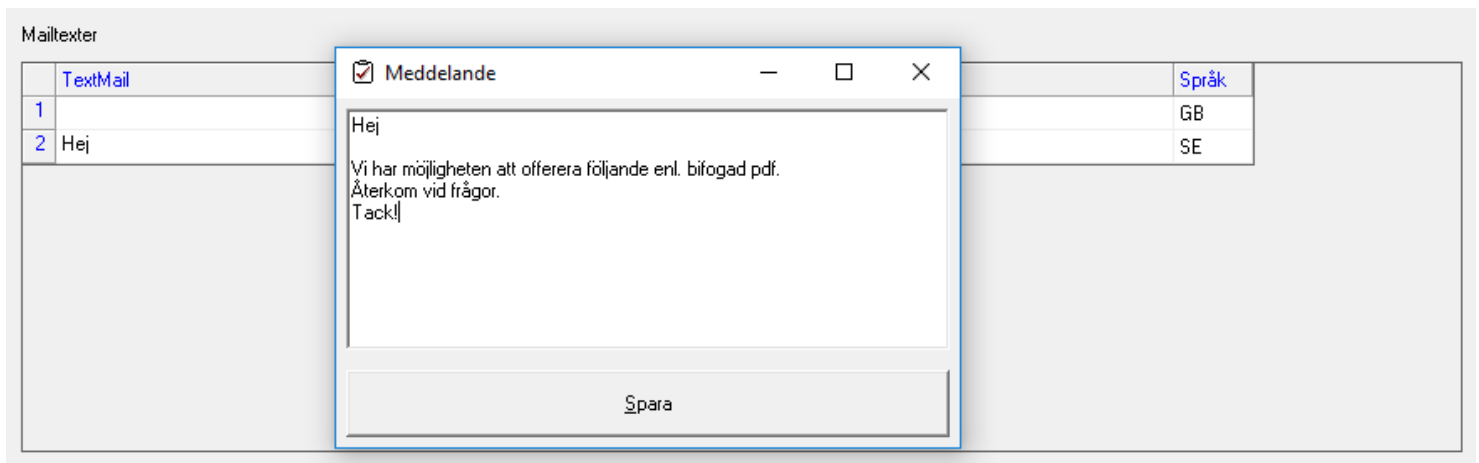 Mailtexter
Meddelande
TextMail Språk
1 GB
2 Hej SE
Hej
Vi har möjligheten att offerera följande enl. bifogad pdf.
Återkom vid frågor.
Tack!
Spara